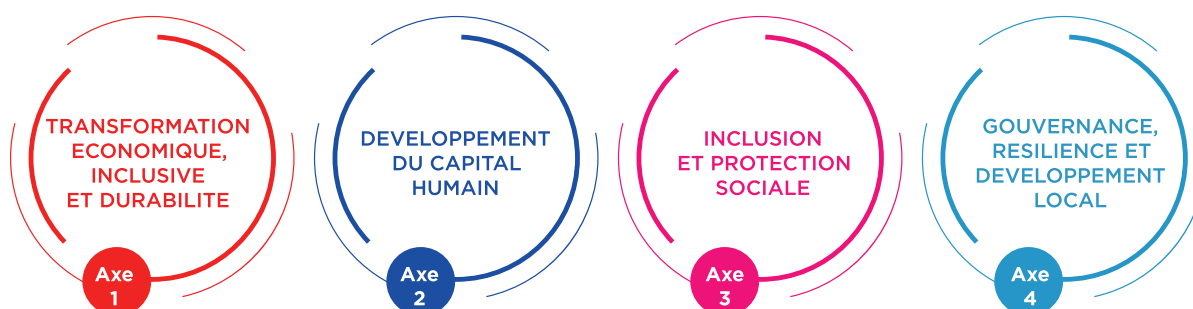 TRANSFORMATION
ECONOMIQUE,
INCLUSIVE
ET DURABILITE
Axe
1
DEVELOPPEMENT
DU CAPITAL
HUMAIN
Axe
2
INCLUSION
ET PROTECTION
SOCIALE
Axe
3
GOUVERNANCE,
RESILIENCE ET
DEVELOPPEMENT
LOCAL
Axe
4